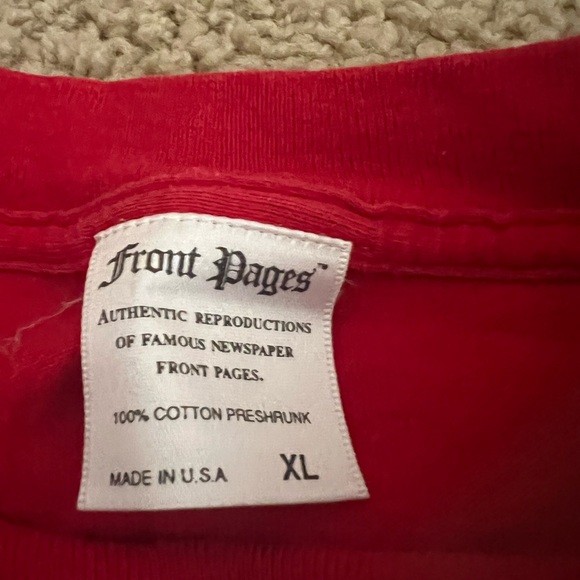 Front Pages™
AUTHENTIC REPRODUCTIONS
OF FAMOUS NEWSPAPER
FRONT PAGES.
100% COTTON PRESHRUNK
MADE IN U.S.A XL